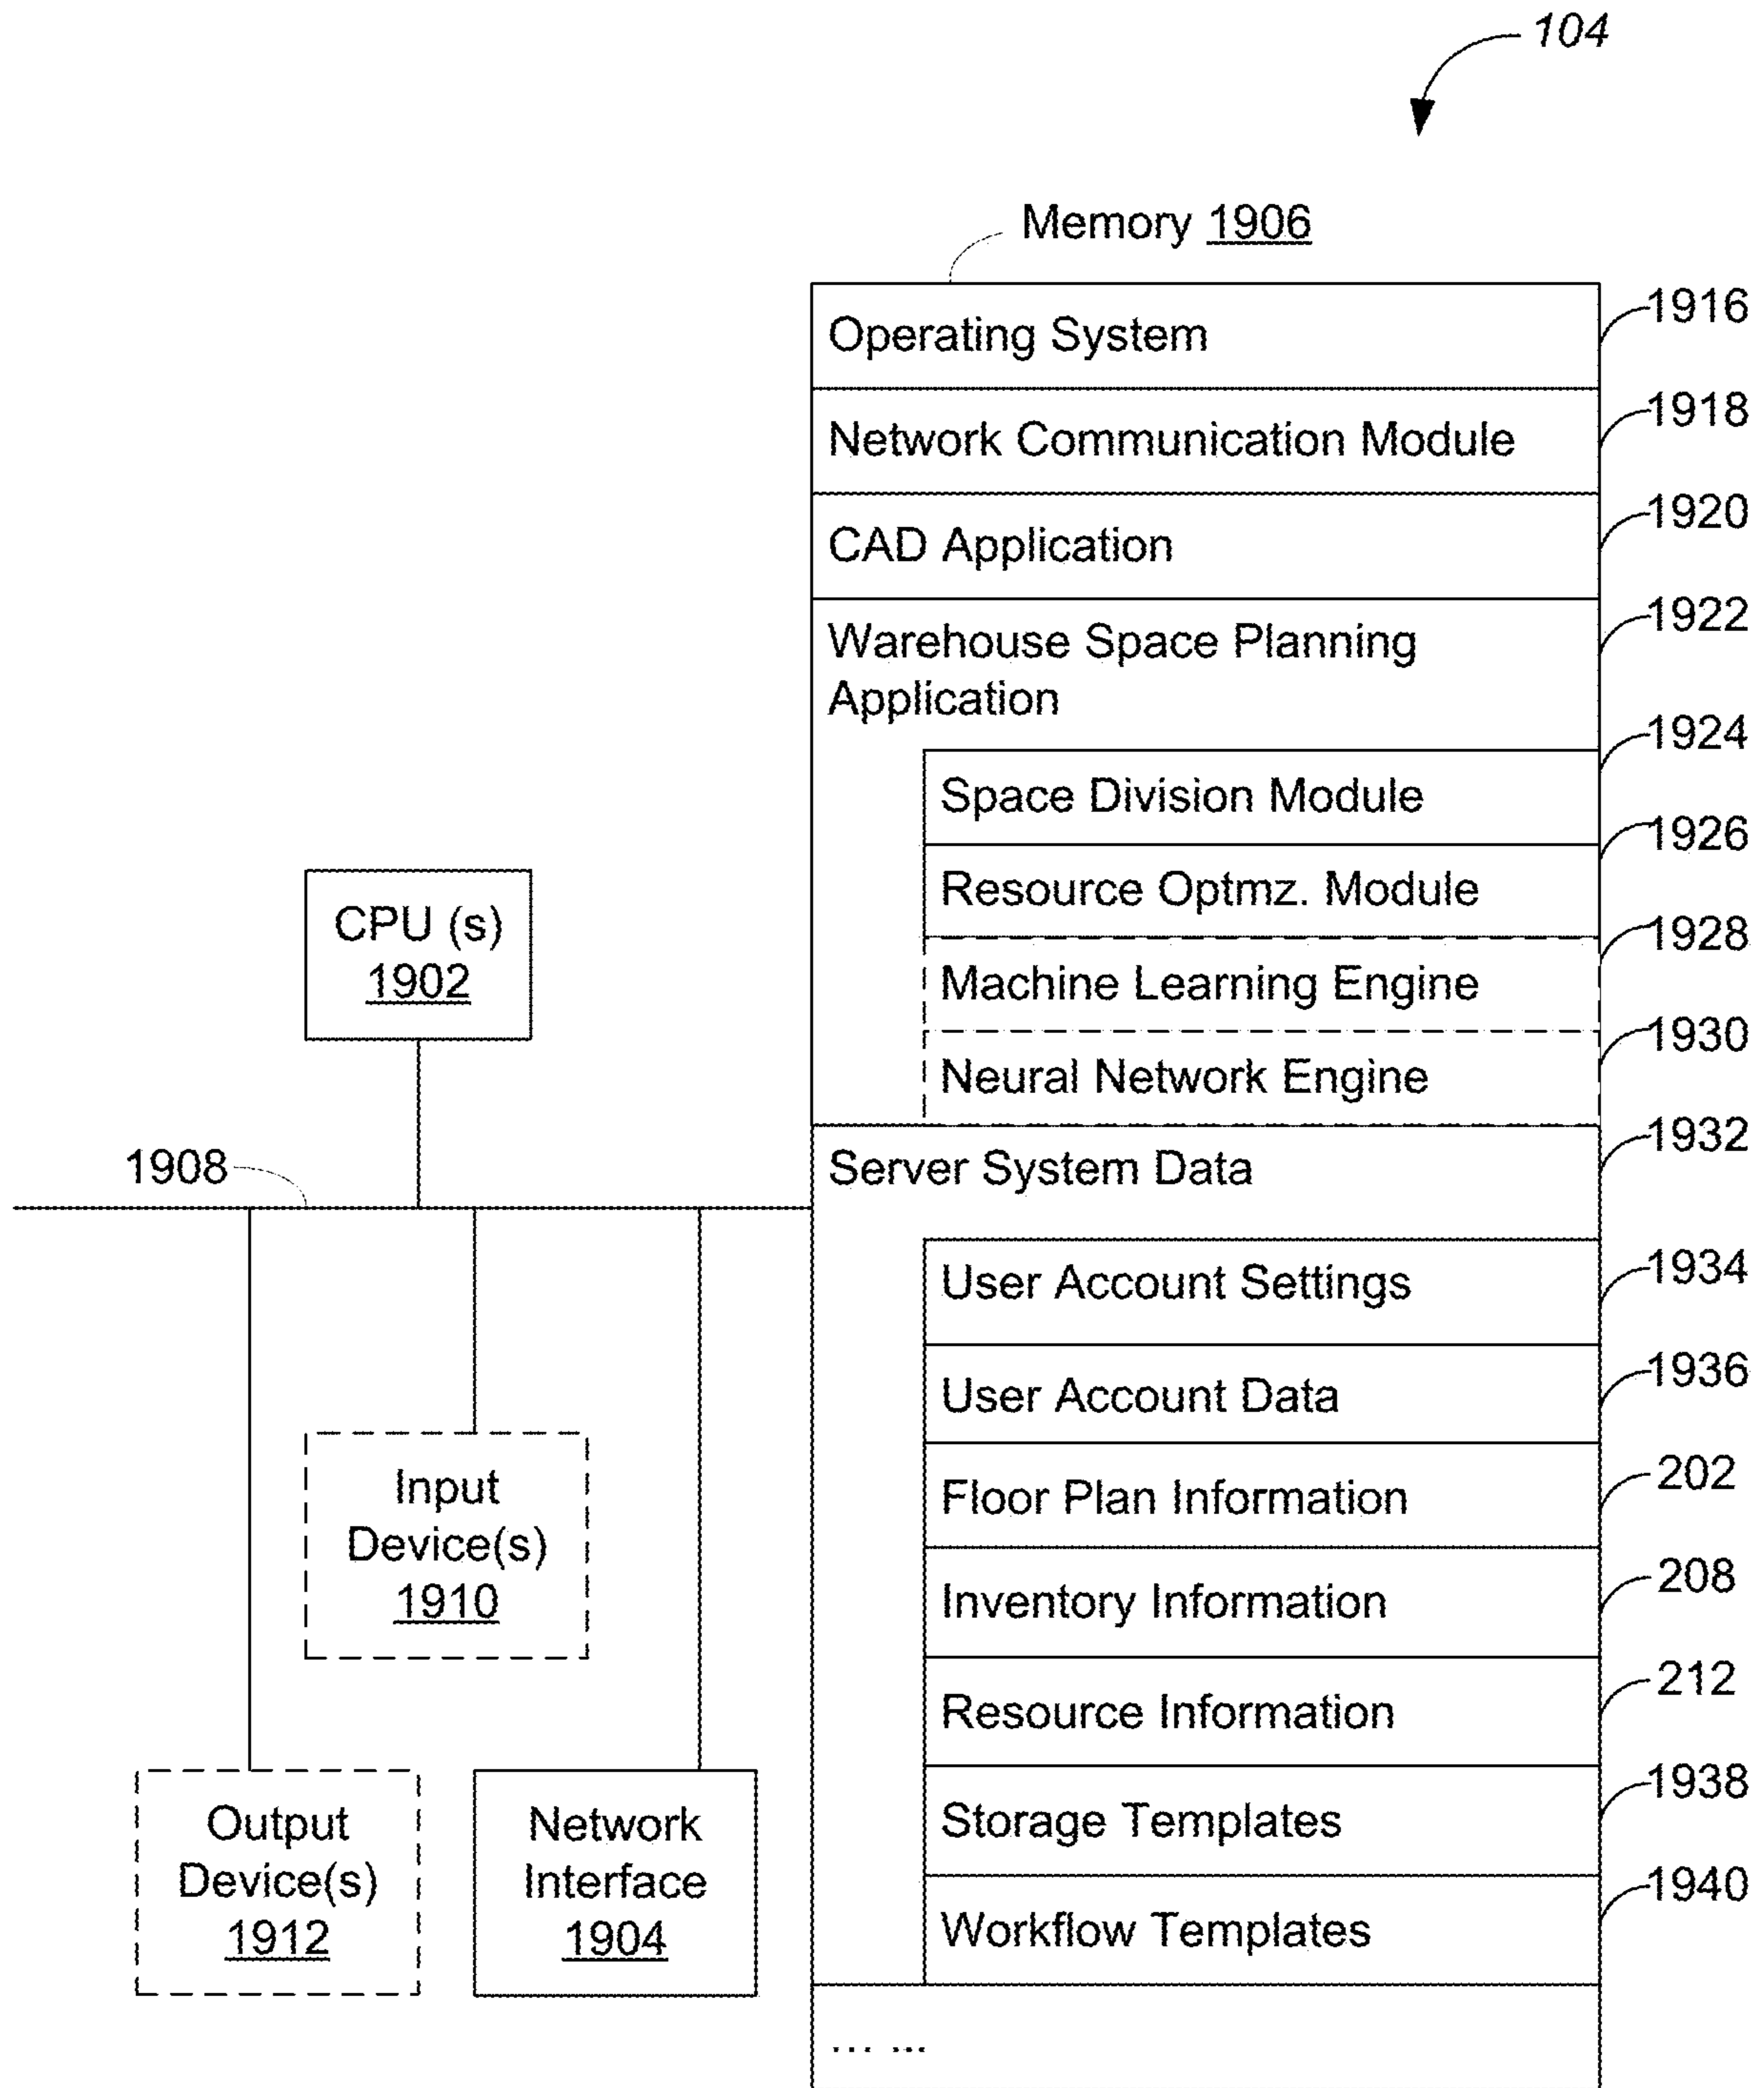 104
Memory 1906
Operating System
1916
Network Communication Module
1918
CAD Application
1920
Warehouse Space Planning
Application
1922
Space Division Module
1924
Resource Optmz. Module
1926
Machine Learning Engine
1928
Neural Network Engine
1930
Server System Data
1932
User Account Settings
1934
User Account Data
1936
Floor Plan Information
202
Inventory Information
208
Resource Information
212
Storage Templates
1938
Workflow Templates
1940
... ...
CPU (s)
1902
1908
Input
Device(s)
1910
Output
Device(s)
1912
Network
Interface
1904